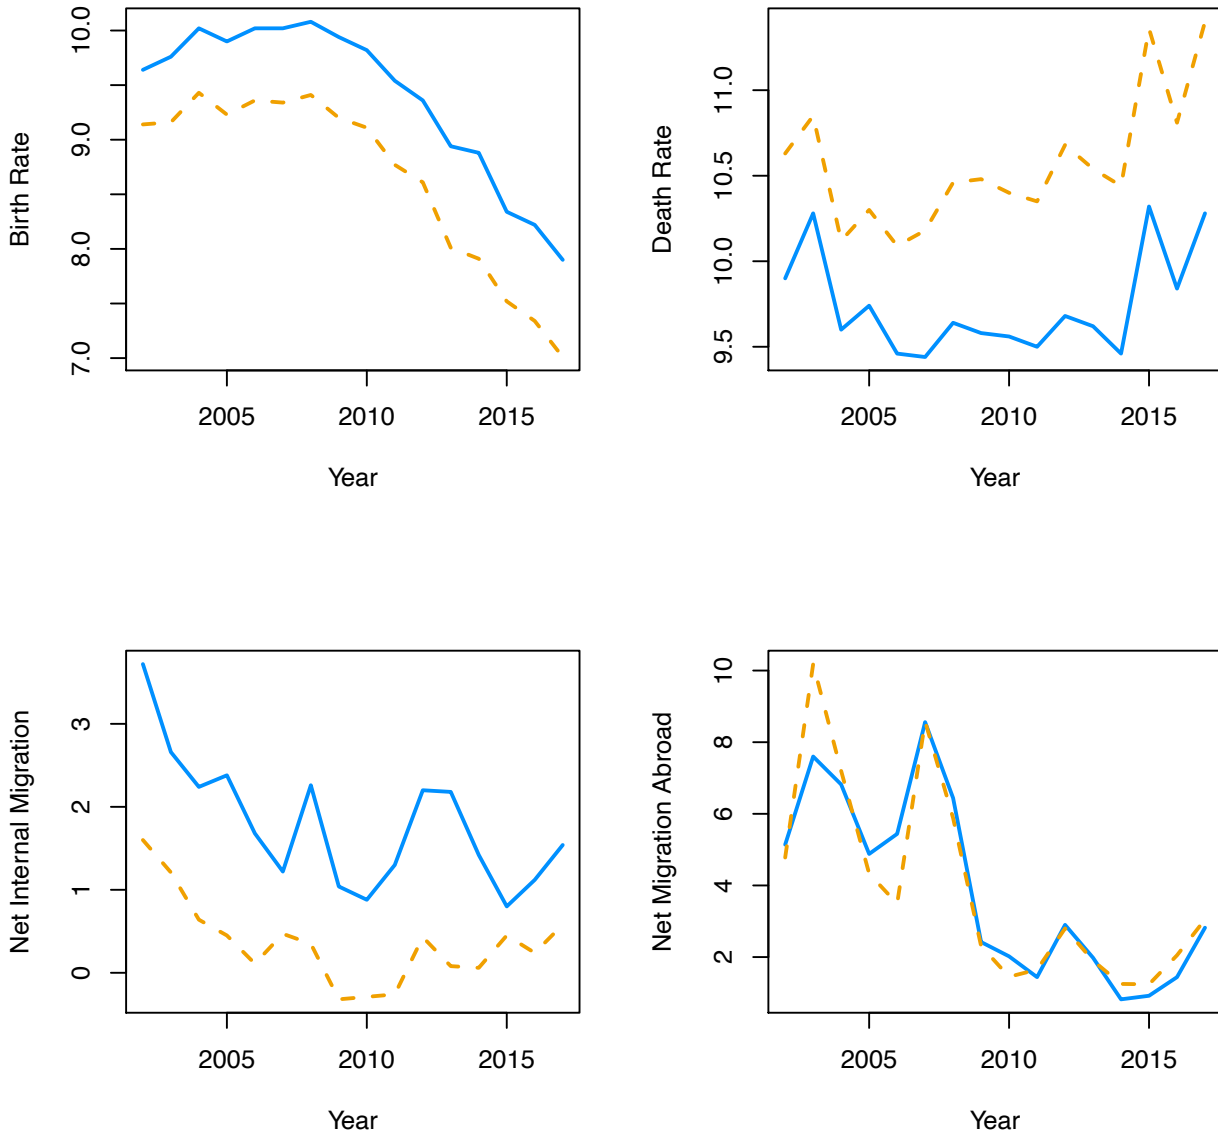 Birth Rate
10.0
9.0
8.0
7.0
2005 2010 2015
Year
Death Rate
11.0
10.5
10.0
9.5
2005 2010 2015
Year
Net Internal Migration
3
2
1
0
2005 2010 2015
Year
Net Migration Abroad
10
8
6
4
2
2005 2010 2015
Year